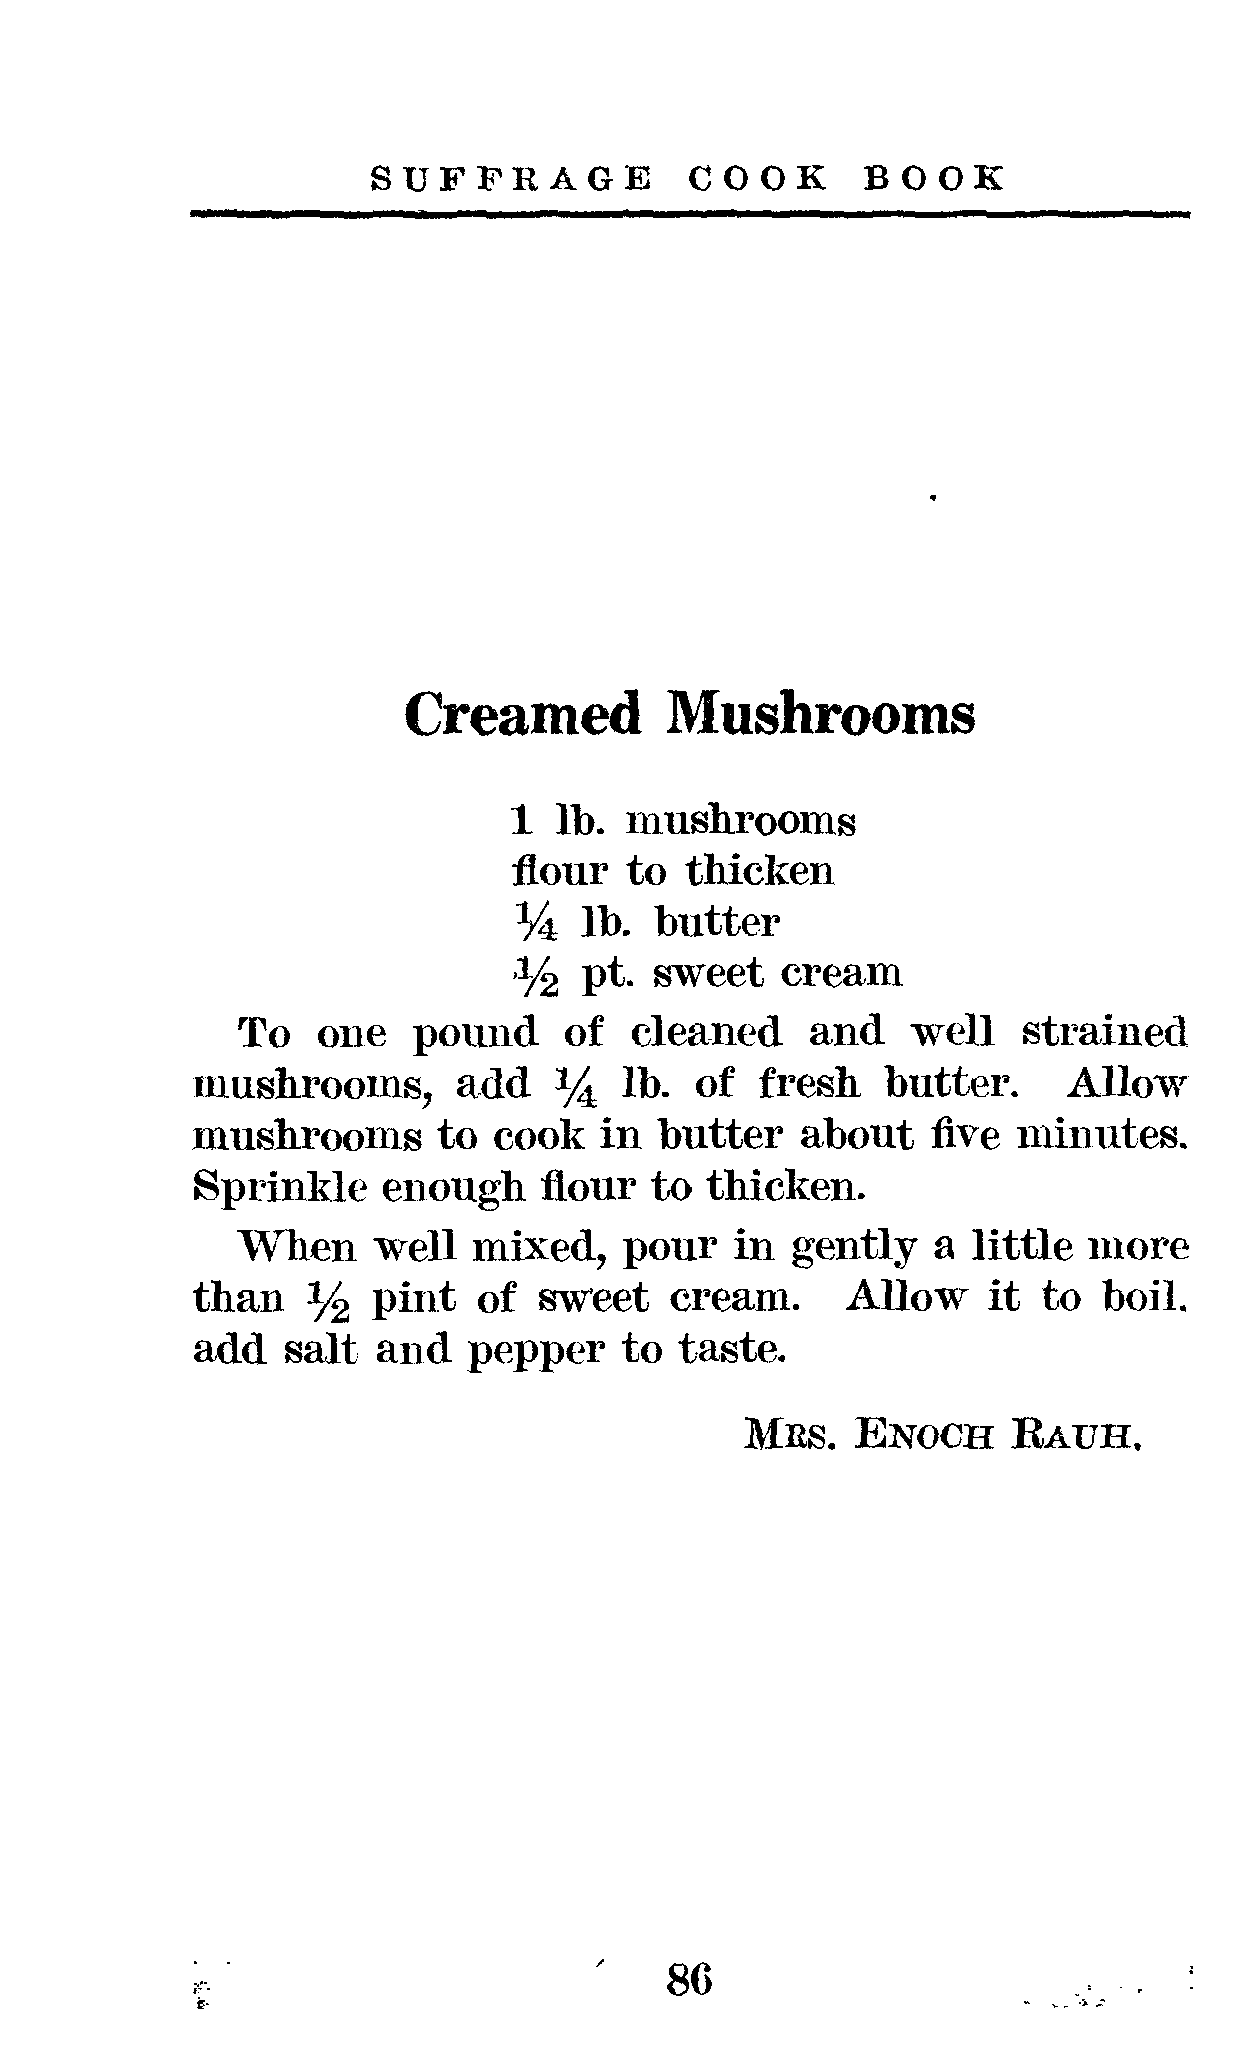 SUFFRAGE COOK BOOK
Creamed Mushrooms
1 lb. mushrooms
flour to thicken
¼ lb. butter
½ pt. sweet cream
To one pound of cleaned and well strained
mushrooms, add ¼ lb. of fresh butter. Allow
mushrooms to cook in butter about five minutes.
Sprinkle enough flour to thicken.
When well mixed, pour in gently a little more
than ½ pint of sweet cream. Allow it to boil.
add salt and pepper to taste.
MRS. ENOCH RAUH.
86